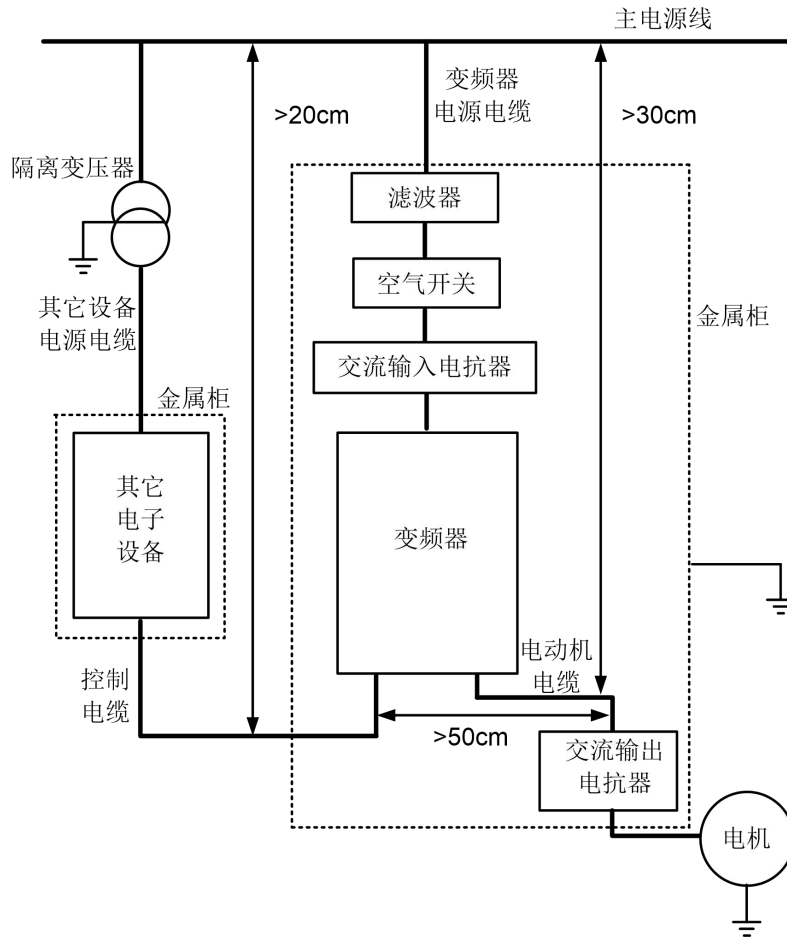 主电源线
变频器
电源电缆
>20cm
>30cm
隔离变压器
滤波器
空气开关
其它设备
电源电缆
金属柜
交流输入电抗器
金属柜
其它
电子
设备
变频器
控制
电缆
电动机
电缆
>50cm
交流输出
电抗器
电机